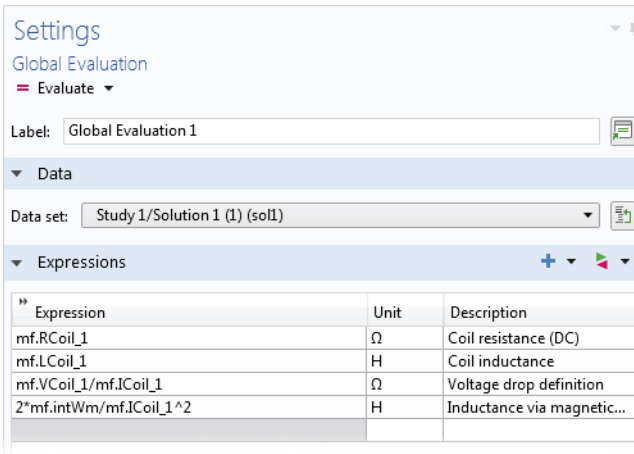 Settings
Global Evaluation
= Evaluate
Label: Global Evaluation 1
Data
Data set: Study 1/Solution 1 (1) (sol1)
Expressions
Expression Unit Description
mf.RCoil_1 Ω Coil resistance (DC)
mf.LCoil_1 H Coil inductance
mf.VCoil_1/mf.ICoil_1 Ω Voltage drop definition
2*mf.intWm/mf.ICoil_1^2 H Inductance via magnetic...